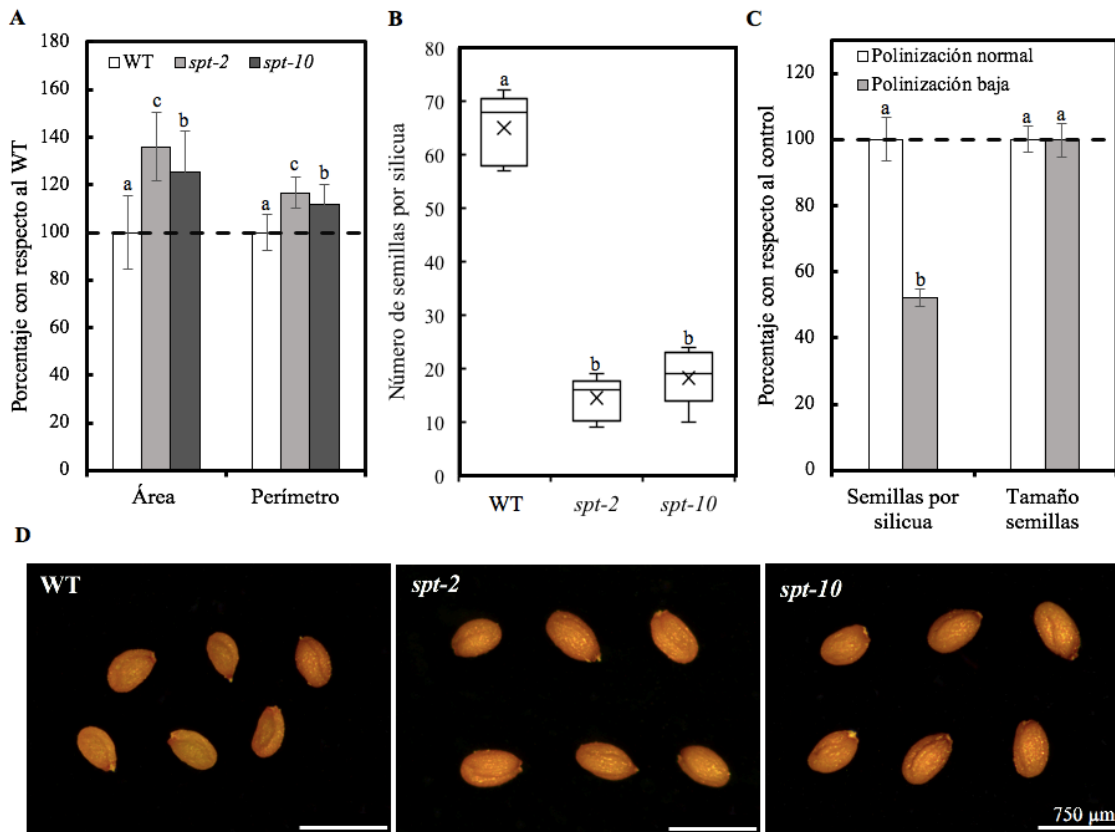 A
Porcentaje con respecto al WT
180
160
140
120
100
80
60
40
20
0
WT spt-2 spt-10
a
c
b
a
c
b
Área Perímetro
B
Número de semillas por silicua
80
70
60
50
40
30
20
10
0
a
b
b
WT spt-2 spt-10
C
Porcentaje con respecto al control
120
100
80
60
40
20
0
Polinización normal
Polinización baja
a
b
a
a
Semillas por
silicua
Tamaño
semillas
D
WT
spt-2
spt-10
750 µm